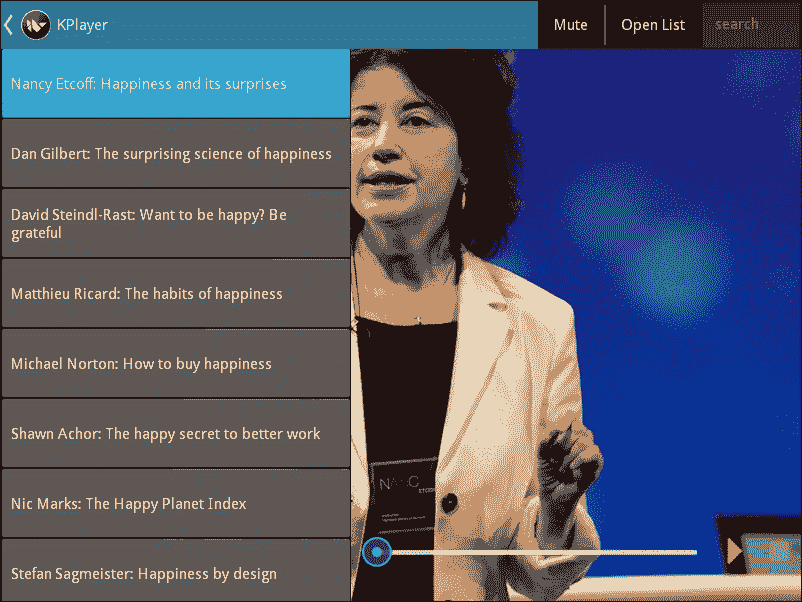 KPlayer
Mute
Open List
search
Nancy Etcoff: Happiness and its surprises
Dan Gilbert: The surprising science of happiness
David Steindl-Rast: Want to be happy? Be
grateful
Matthieu Ricard: The habits of happiness
Michael Norton: How to buy happiness
Shawn Achor: The happy secret to better work
Nic Marks: The Happy Planet Index
Stefan Sagmeister: Happiness by design